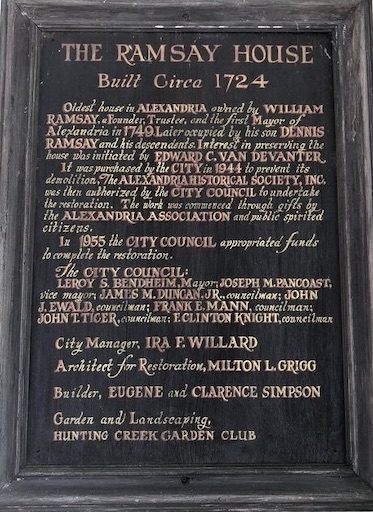 THE RAMSAY HOUSE
Built Circa 1724
Oldest house in ALEXANDRIA owned by WILLIAM
RAMSAY, a Founder, Trustee, and the first Mayor of
Alexandria in 1749. Later occupied by his son DENNIS
RAMSAY and his descendents. Interest in preserving the
house was initiated by EDWARD C. VAN DEVANTER.
It was purchased by the CITY in 1944 to prevent its
demolition. The ALEXANDRIA HISTORICAL SOCIETY, INC.
was then authorized by the CITY COUNCIL to undertake
the restoration. The work was commenced through gifts by
the ALEXANDRIA ASSOCIATION and public spirited
citizens.
In 1955 the CITY COUNCIL appropriated funds
to complete the restoration.
The CITY COUNCIL:
LEROY S. BENDHEIM, Mayor; JOSEPH M. PANCOAST,
vice mayor; JAMES M. DUNCAN, JR., councilman; JOHN
J. EWALD, councilman; FRANK E. MANN, councilman;
JOHN T. TICER, councilman; F. CLINTON KNIGHT, councilman
City Manager, IRA F. WILLARD
Architect for Restoration, MILTON L. GRIGG
Builder, EUGENE and CLARENCE SIMPSON
Garden and Landscaping,
HUNTING CREEK GARDEN CLUB